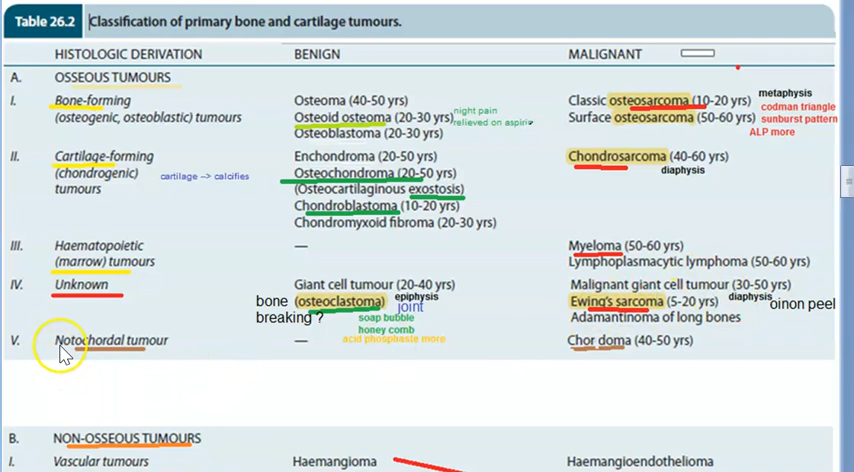 Table 26.2 Classification of primary bone and cartilage tumours.
HISTOLOGIC DERIVATION BENIGN MALIGNANT
A. OSSEOUS TUMOURS
I. Bone-forming Osteoma (40-50 yrs) Classic osteosarcoma (10-20 yrs) metaphysis
(osteogenic, osteoblastic) tumours Osteoid osteoma (20-30 yrs) night pain relieved on aspirin Surface osteosarcoma (50-60 yrs) codman triangle
Osteoblastoma (20-30 yrs) sunburst pattern
ALP more
II. Cartilage-forming Enchondroma (20-50 yrs) Chondrosarcoma (40-60 yrs)
(chondrogenic) cartilage --> calcifies Osteochondroma (20-50 yrs) diaphysis
tumours (Osteocartilaginous exostosis)
Chondroblastoma (10-20 yrs)
Chondromyxoid fibroma (20-30 yrs)
III. Haematopoietic — Myeloma (50-60 yrs)
(marrow) tumours Lymphoplasmacytic lymphoma (50-60 yrs)
IV. Unknown Giant cell tumour (20-40 yrs) Malignant giant cell tumour (30-50 yrs)
bone (osteoclastoma) epiphysis Ewing's sarcoma (5-20 yrs) diaphysis oinon peel
breaking ? joint Adamantinoma of long bones
soap bubble
honey comb
acid phosphaste more
V. Notochordal tumour — Chor doma (40-50 yrs)
B. NON-OSSEOUS TUMOURS
I. Vascular tumours Haemangioma Haemangioendothelioma